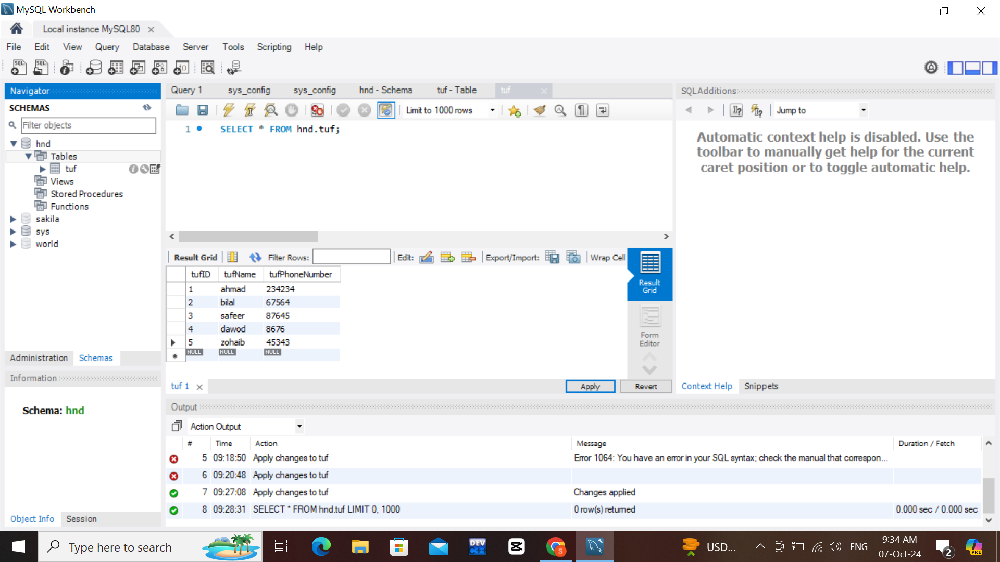 MySQL Workbench
Local instance MySQL80
File Edit View Query Database Server Tools Scripting Help
Navigator
SCHEMAS
Filter objects
hnd
Tables
tuf
Views
Stored Procedures
Functions
sakila
sys
world
Administration Schemas
Information
Schema: hnd
Object Info Session
Query 1 sys_config sys_config hnd - Schema tuf - Table tuf
Limit to 1000 rows
1 SELECT * FROM hnd.tuf;
Result Grid Filter Rows: Edit: Export/Import: Wrap Cell
tufID tufName tufPhoneNumber
1 ahmad 234234
2 bilal 67564
3 safeer 87645
4 dawod 8676
5 zohaib 45343
NULL NULL NULL
Result Grid
Form Editor
tuf 1
Apply Revert
SQLAdditions
Jump to
Automatic context help is disabled. Use the
toolbar to manually get help for the current
caret position or to toggle automatic help.
Context Help Snippets
Output
Action Output
# Time Action Message Duration / Fetch
5 09:18:50 Apply changes to tuf Error 1064: You have an error in your SQL syntax; check the manual that correspon...
6 09:20:48 Apply changes to tuf
7 09:27:08 Apply changes to tuf Changes applied
8 09:28:31 SELECT * FROM hnd.tuf LIMIT 0, 1000 0 row(s) returned 0.000 sec / 0.000 sec
Type here to search
DEV C++
S
USD...
ENG
9:34 AM
07-Oct-24
2
PRE